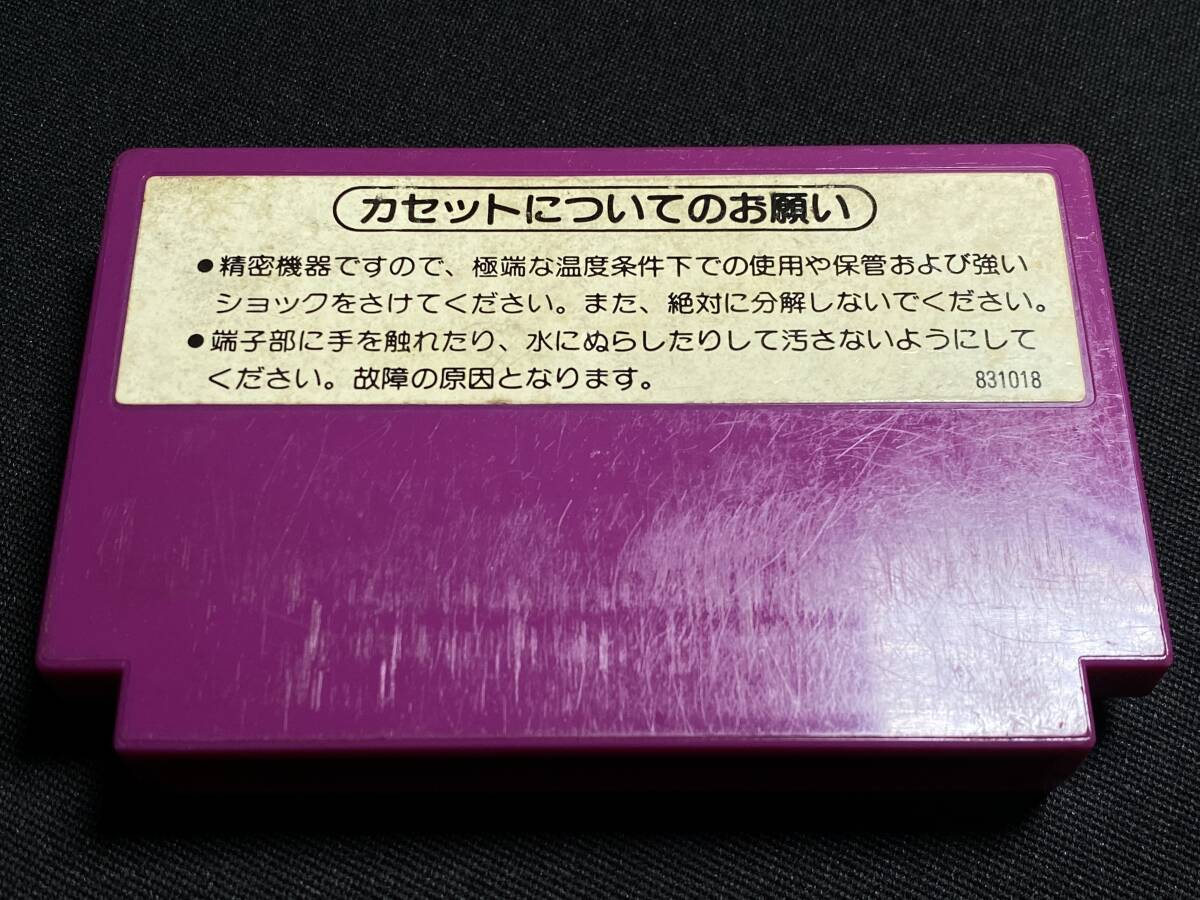 カセットについてのお願い
●精密機器ですので、極端な温度条件下での使用や保管および強い
ショックをさけてください。また、絶対に分解しないでください。
●端子部に手を触れたり、水にぬらしたりして汚さないようにして
ください。故障の原因となります。
831018